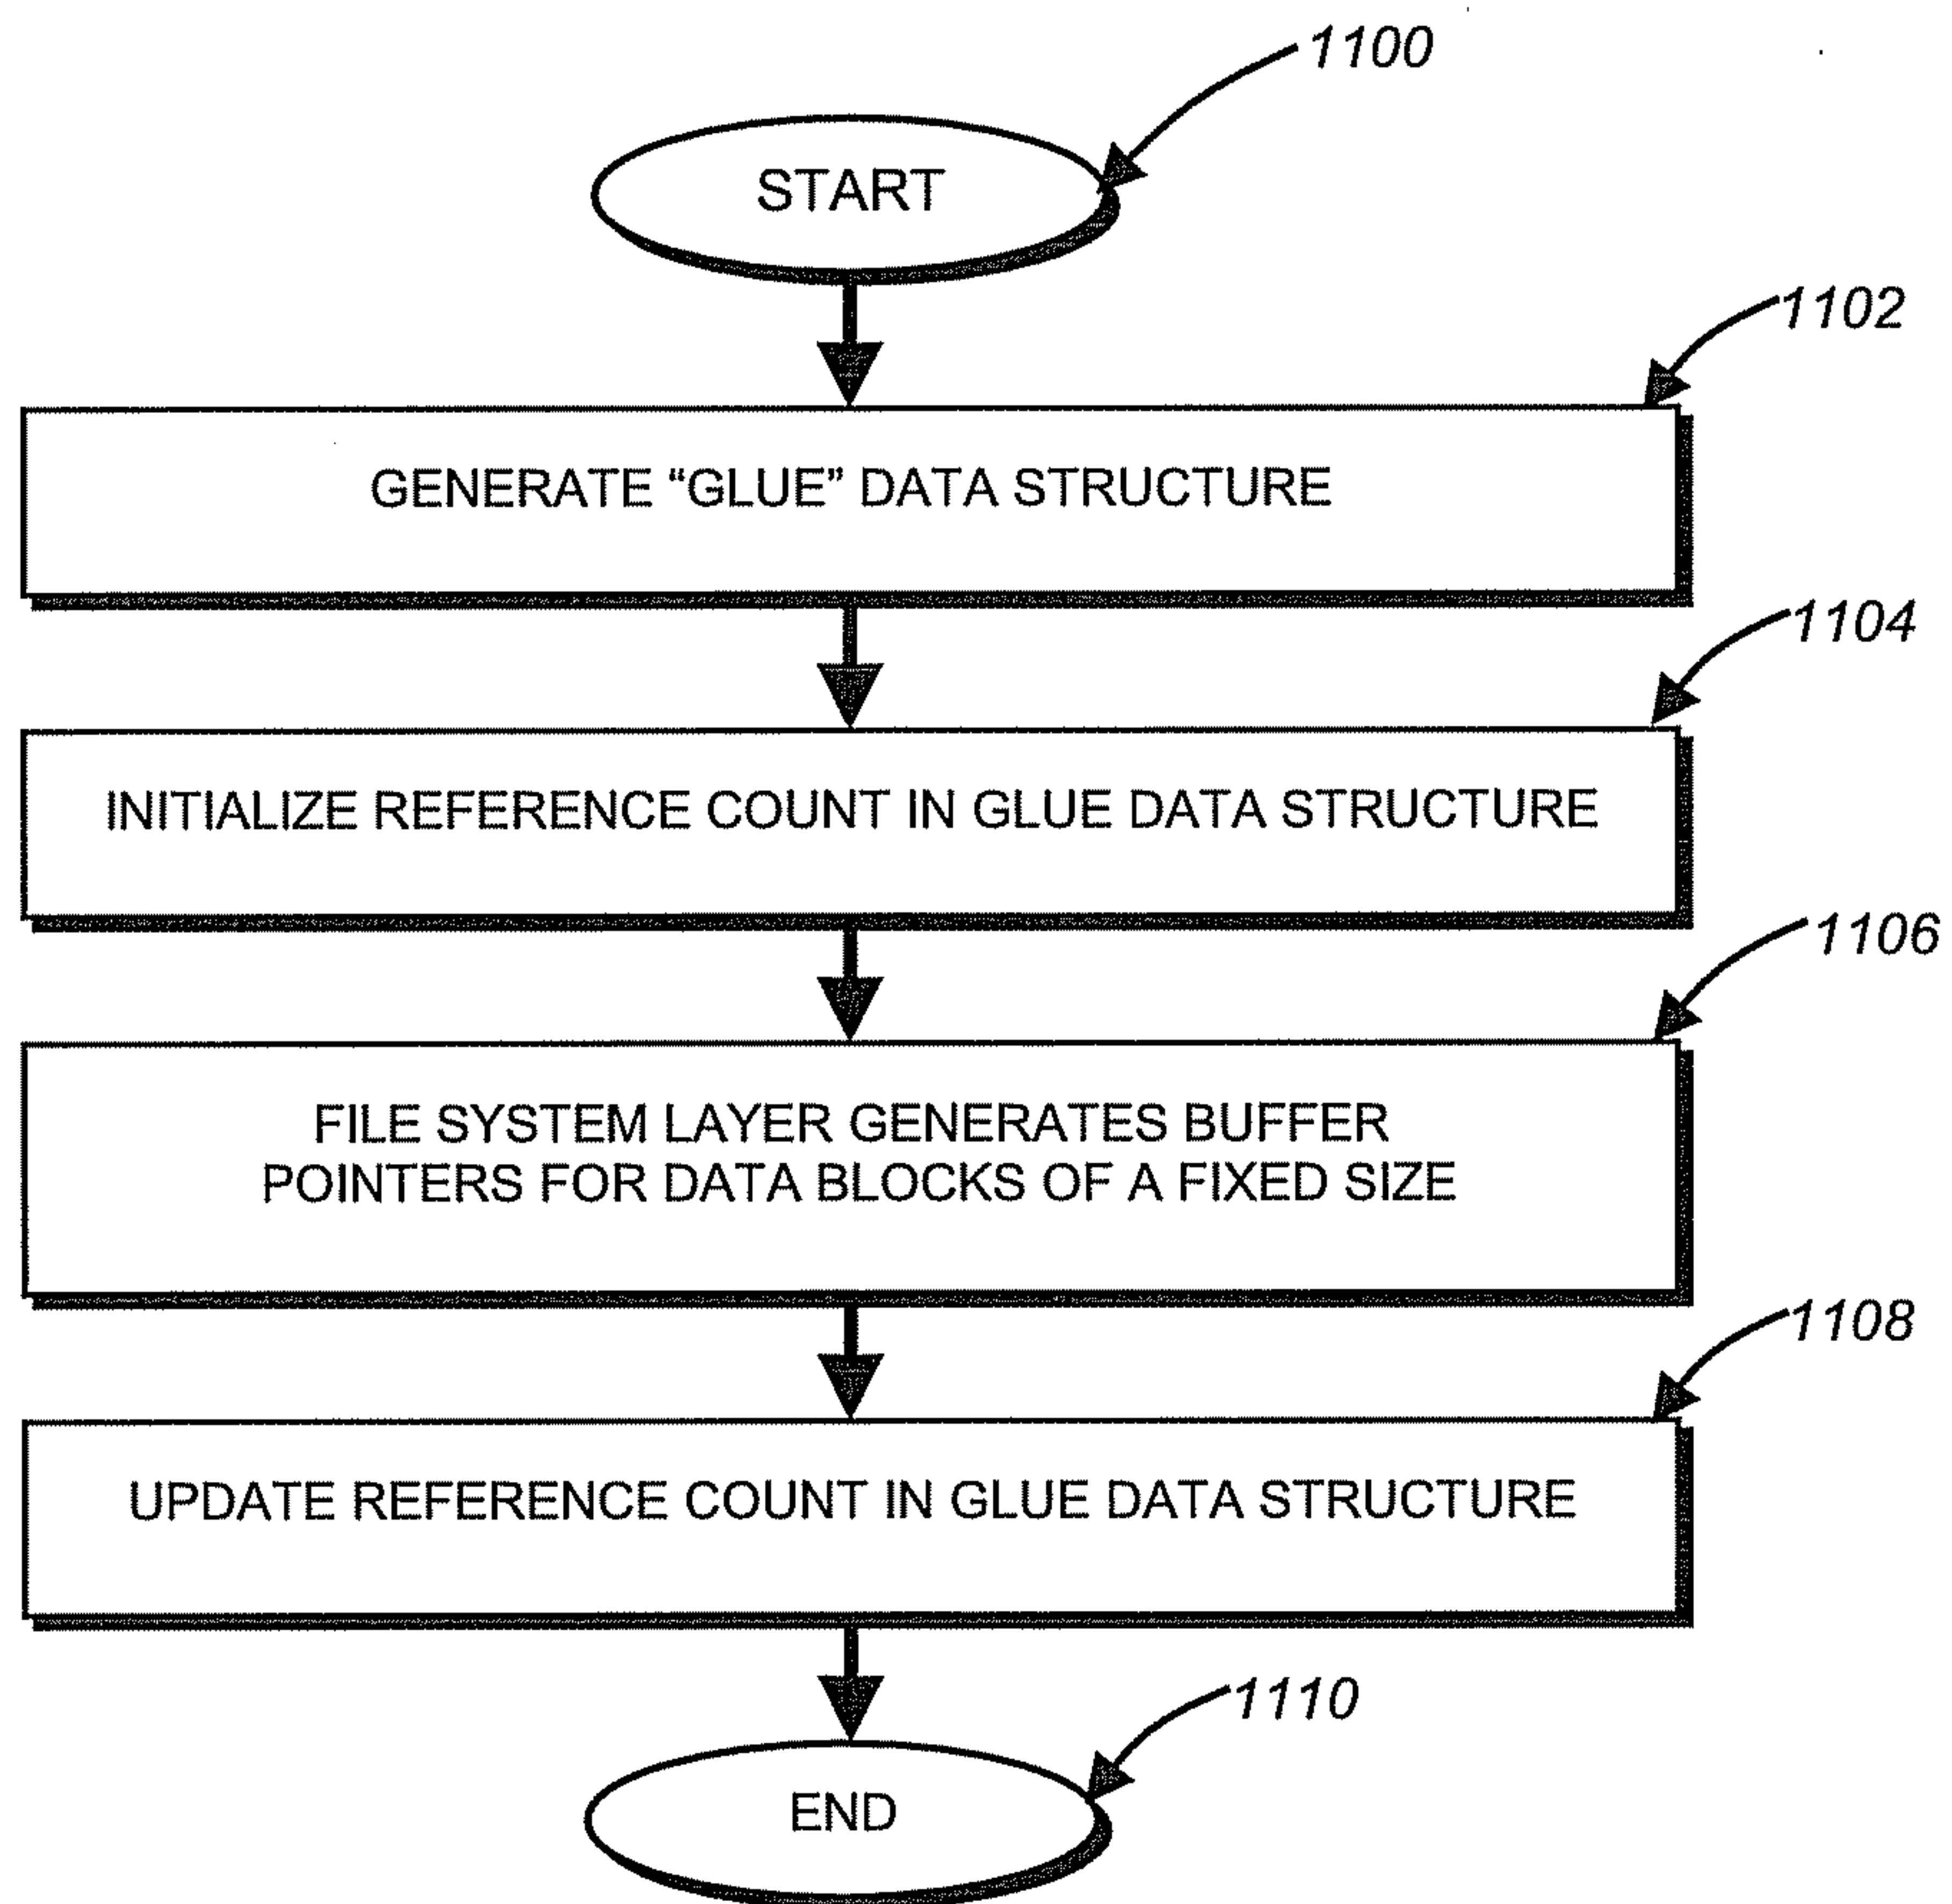 1100
START
1102
GENERATE “GLUE” DATA STRUCTURE
1104
INITIALIZE REFERENCE COUNT IN GLUE DATA STRUCTURE
1106
FILE SYSTEM LAYER GENERATES BUFFER
POINTERS FOR DATA BLOCKS OF A FIXED SIZE
1108
UPDATE REFERENCE COUNT IN GLUE DATA STRUCTURE
1110
END